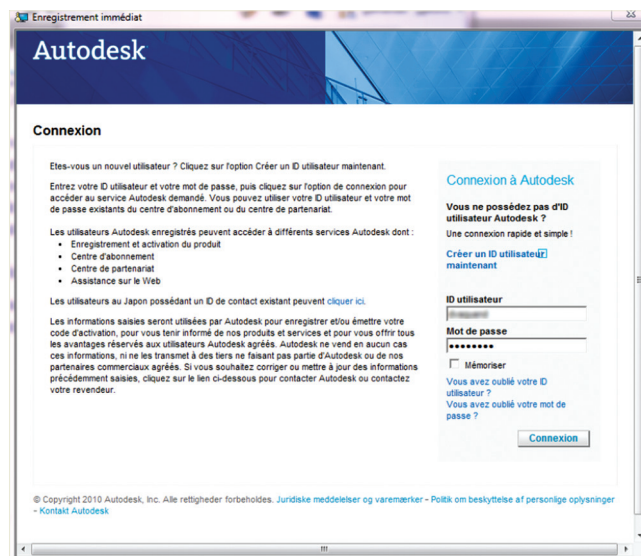 Enregistrement immédiat
Autodesk
Connexion
Etes-vous un nouvel utilisateur ? Cliquez sur l'option Créer un ID utilisateur maintenant.
Entrez votre ID utilisateur et votre mot de passe, puis cliquez sur l'option de connexion pour
accéder au service Autodesk demandé. Vous pouvez utiliser votre ID utilisateur et votre mot
de passe existants du centre d'abonnement ou du centre de partenariat.
Les utilisateurs Autodesk enregistrés peuvent accéder à différents services Autodesk dont :
• Enregistrement et activation du produit
• Centre d'abonnement
• Centre de partenariat
• Assistance sur le Web
Les utilisateurs au Japon possédant un ID de contact existant peuvent cliquer ici.
Les informations saisies seront utilisées par Autodesk pour enregistrer et/ou émettre votre
code d'activation, pour vous tenir informé de nos produits et services et pour vous offrir tous
les avantages réservés aux utilisateurs Autodesk agréés. Autodesk ne vend en aucun cas
ces informations, ni ne les transmet à des tiers ne faisant pas partie d'Autodesk ou de nos
partenaires commerciaux agréés. Si vous souhaitez corriger ou mettre à jour des informations
précédemment saisies, cliquez sur le lien ci-dessous pour contacter Autodesk ou contactez
votre revendeur.
Connexion à Autodesk
Vous ne possédez pas d'ID
utilisateur Autodesk ?
Une connexion rapide et simple !
Créer un ID utilisateur
maintenant
ID utilisateur
Mot de passe
••••••••
Mémoriser
Vous avez oublié votre ID
utilisateur ?
Vous avez oublié votre mot de
passe ?
Connexion
© Copyright 2010 Autodesk, Inc. Alle rettigheder forbeholdes. Juridiske meddelelser og varemærker - Politik om beskyttelse af personlige oplysninger
- Kontakt Autodesk